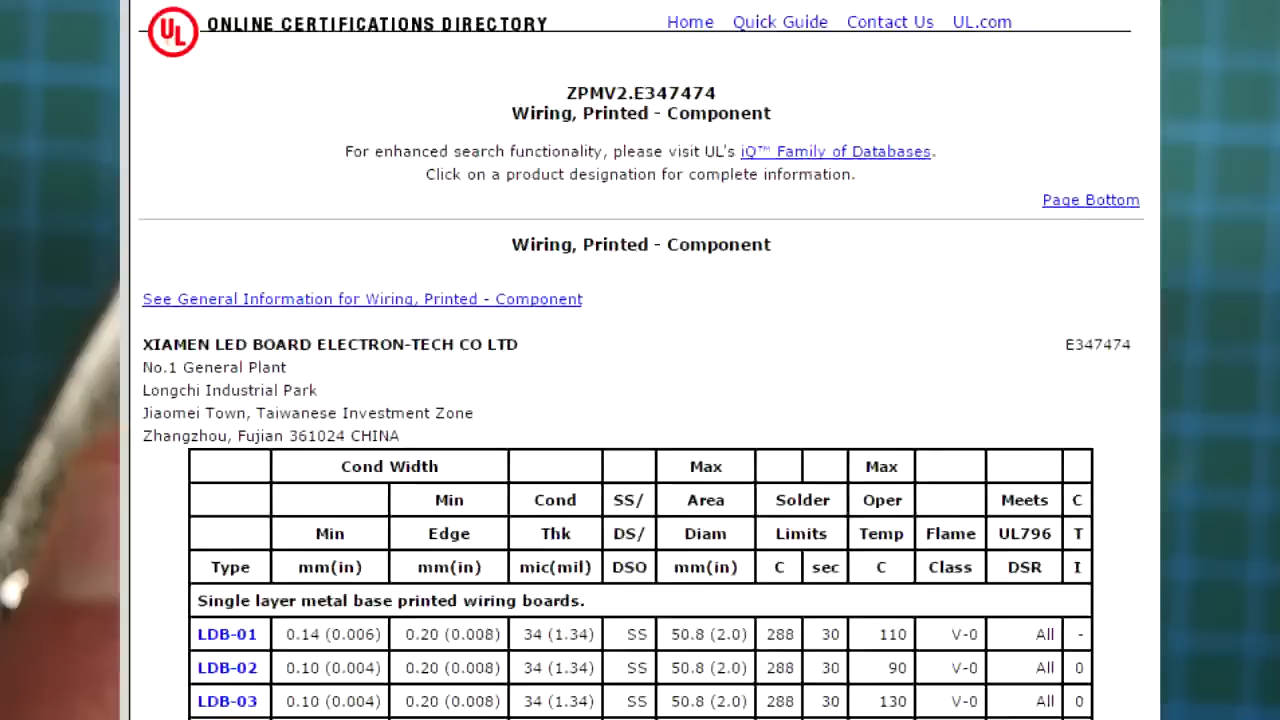 UL ONLINE CERTIFICATIONS DIRECTORY Home Quick Guide Contact Us UL.com
ZPMV2.E347474
Wiring, Printed - Component
For enhanced search functionality, please visit UL's iQ™ Family of Databases.
Click on a product designation for complete information.
Page Bottom
Wiring, Printed - Component
See General Information for Wiring, Printed - Component
XIAMEN LED BOARD ELECTRON-TECH CO LTD E347474
No.1 General Plant
Longchi Industrial Park
Jiaomei Town, Taiwanese Investment Zone
Zhangzhou, Fujian 361024 CHINA
Cond Width Max Max
Min Cond SS/ Area Solder Oper Meets C
Min Edge Thk DS/ Diam Limits Temp Flame UL796 T
Type mm(in) mm(in) mic(mil) DSO mm(in) C sec C Class DSR I
Single layer metal base printed wiring boards.
LDB-01 0.14 (0.006) 0.20 (0.008) 34 (1.34) SS 50.8 (2.0) 288 30 110 V-0 All -
LDB-02 0.10 (0.004) 0.20 (0.008) 34 (1.34) SS 50.8 (2.0) 288 30 90 V-0 All 0
LDB-03 0.10 (0.004) 0.20 (0.008) 34 (1.34) SS 50.8 (2.0) 288 30 130 V-0 All 0